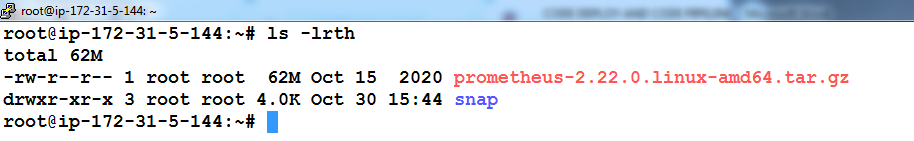 root@ip-172-31-5-144: ~
root@ip-172-31-5-144:~# ls -lrth
total 62M
-rw-r--r-- 1 root root  62M Oct 15  2020 prometheus-2.22.0.linux-amd64.tar.gz
drwxr-xr-x 3 root root 4.0K Oct 30 15:44 snap
root@ip-172-31-5-144:~#